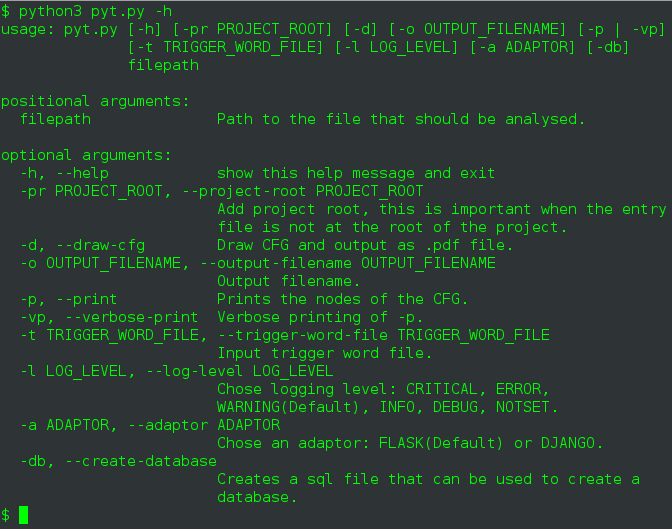 $ python3 pyt.py -h
usage: pyt.py [-h] [-pr PROJECT_ROOT] [-d] [-o OUTPUT_FILENAME] [-p | -vp]
              [-t TRIGGER_WORD_FILE] [-l LOG_LEVEL] [-a ADAPTOR] [-db]
              filepath

positional arguments:
  filepath              Path to the file that should be analysed.

optional arguments:
  -h, --help            show this help message and exit
  -pr PROJECT_ROOT, --project-root PROJECT_ROOT
                        Add project root, this is important when the entry
                        file is not at the root of the project.
  -d, --draw-cfg        Draw CFG and output as .pdf file.
  -o OUTPUT_FILENAME, --output-filename OUTPUT_FILENAME
                        Output filename.
  -p, --print           Prints the nodes of the CFG.
  -vp, --verbose-print  Verbose printing of -p.
  -t TRIGGER_WORD_FILE, --trigger-word-file TRIGGER_WORD_FILE
                        Input trigger word file.
  -l LOG_LEVEL, --log-level LOG_LEVEL
                        Chose logging level: CRITICAL, ERROR,
                        WARNING(Default), INFO, DEBUG, NOTSET.
  -a ADAPTOR, --adaptor ADAPTOR
                        Chose an adaptor: FLASK(Default) or DJANGO.
  -db, --create-database
                        Creates a sql file that can be used to create a
                        database.
$